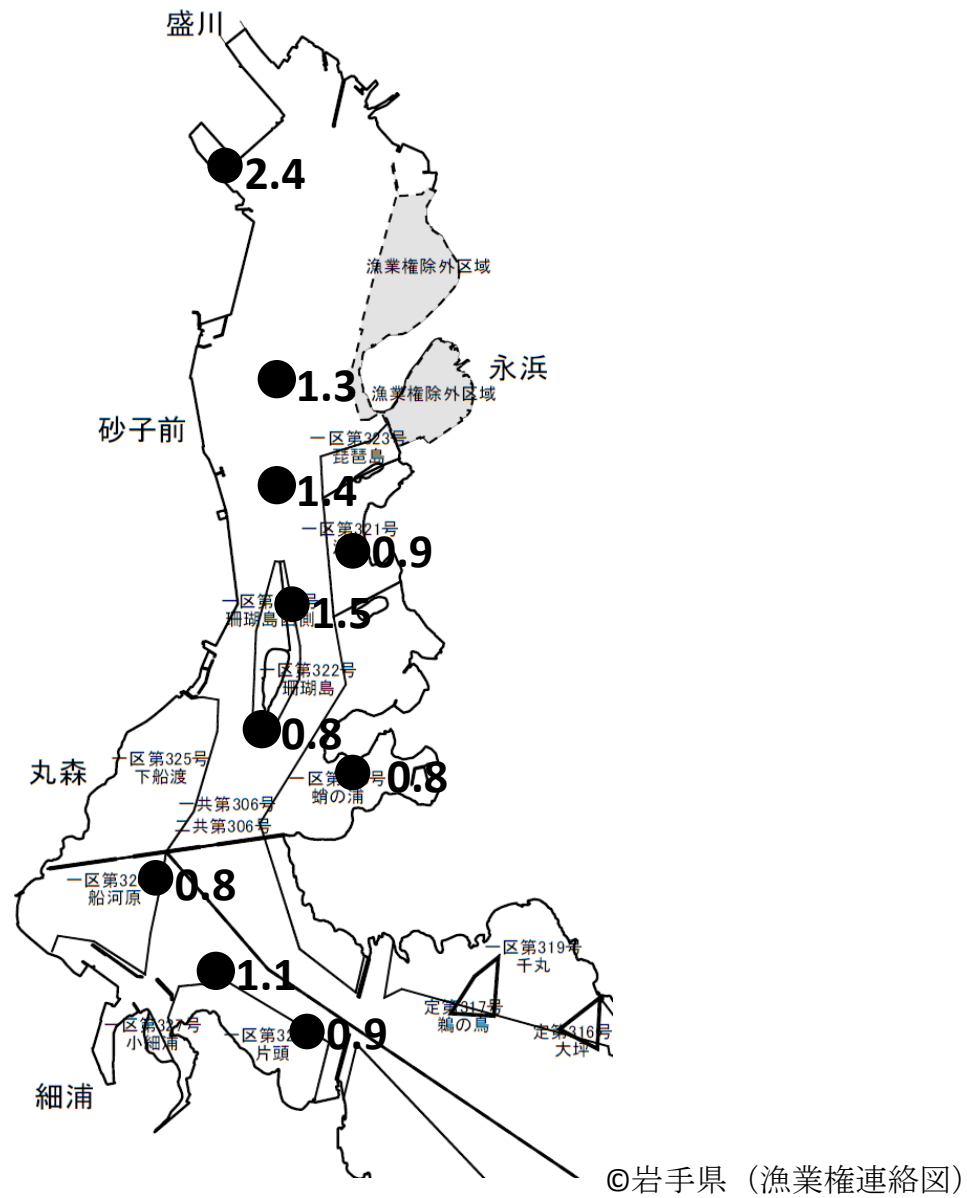 盛川
2.4
漁業権除外区域
永浜
1.3
漁業権除外区域
砂子前
一区第323号
琵琶島
1.4
一区第321号
0.9
1.5
珊瑚島
一区第322号
珊瑚島
0.8
一区第325号
下船渡
丸森
0.8
蛸の浦
一共第306号
二共第306号
0.8
船河原
一区第319号
千丸
1.1
定第317号
鵜の鳥
定第316号
大坪
一区第327号
小細浦
0.9
片頭
細浦
©岩手県（漁業権連絡図）